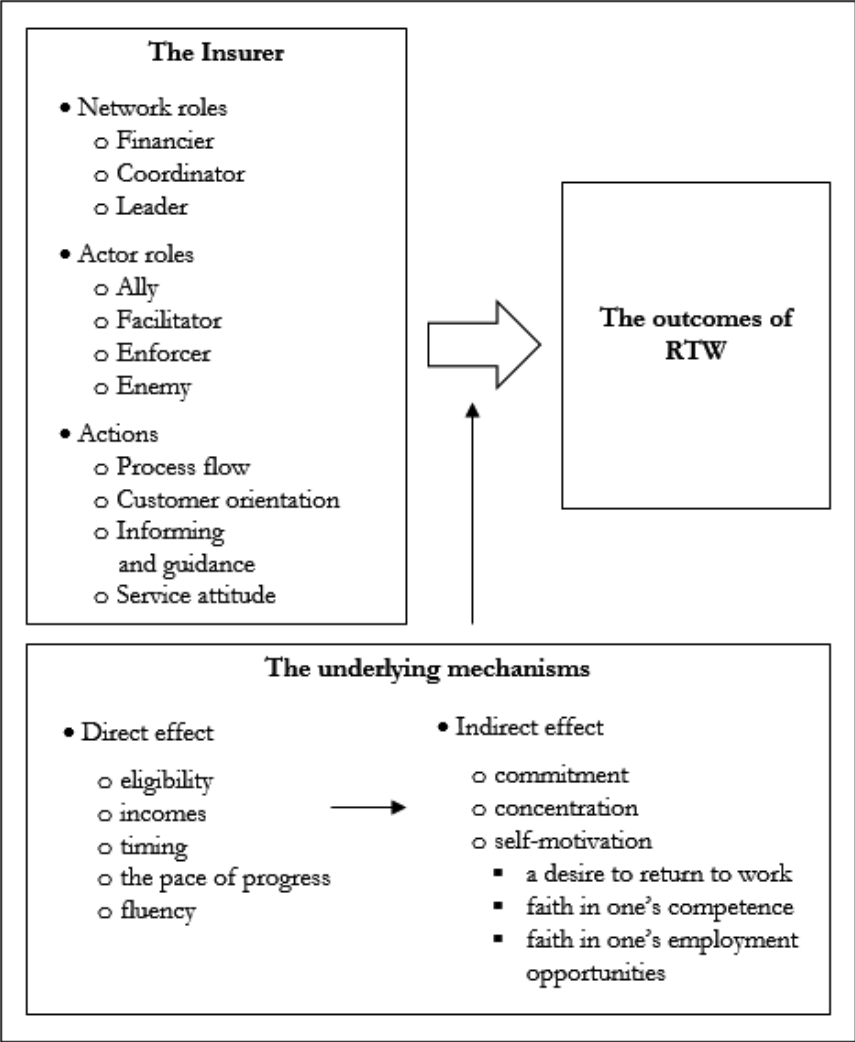 The Insurer
• Network roles
o Financier
o Coordinator
o Leader
• Actor roles
o Ally
o Facilitator
o Enforcer
o Enemy
• Actions
o Process flow
o Customer orientation
o Informing
and guidance
o Service attitude
The outcomes of
RTW
The underlying mechanisms
• Direct effect
o eligibility
o incomes
o timing
o the pace of progress
o fluency
• Indirect effect
o commitment
o concentration
o self-motivation
▪ a desire to return to work
▪ faith in one's competence
▪ faith in one's employment
opportunities